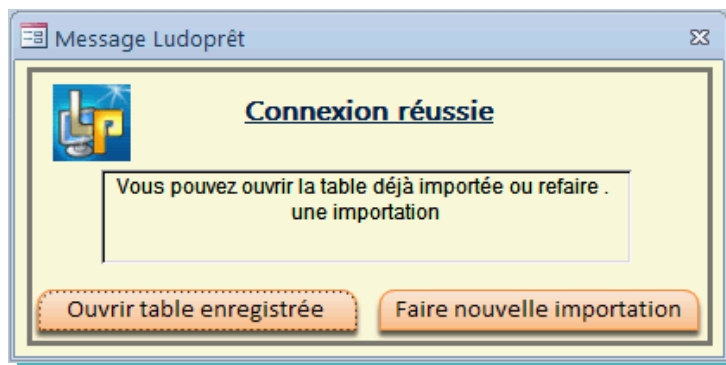 Message Ludoprêt
Connexion réussie
Vous pouvez ouvrir la table déjà importée ou refaire .
une importation
Ouvrir table enregistrée
Faire nouvelle importation